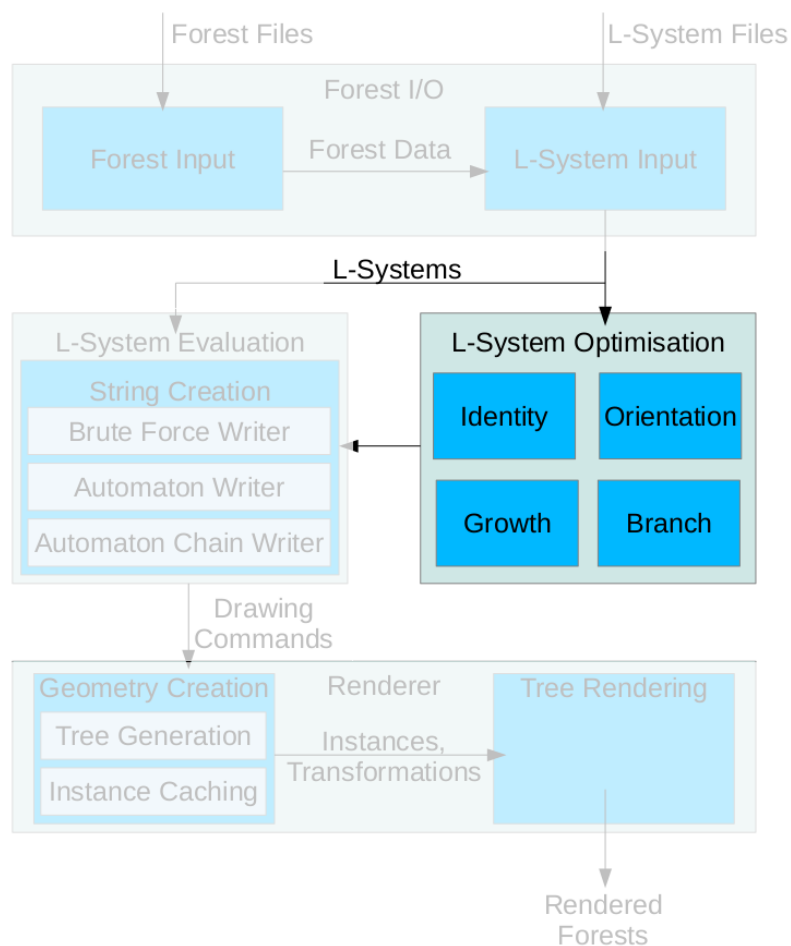 Forest Files
L-System Files
Forest I/O
Forest Input
Forest Data
L-System Input
L-Systems
L-System Evaluation
String Creation
Brute Force Writer
Automaton Writer
Automaton Chain Writer
L-System Optimisation
Identity
Orientation
Growth
Branch
Drawing
Commands
Geometry Creation
Tree Generation
Instance Caching
Renderer
Instances,
Transformations
Tree Rendering
Rendered
Forests